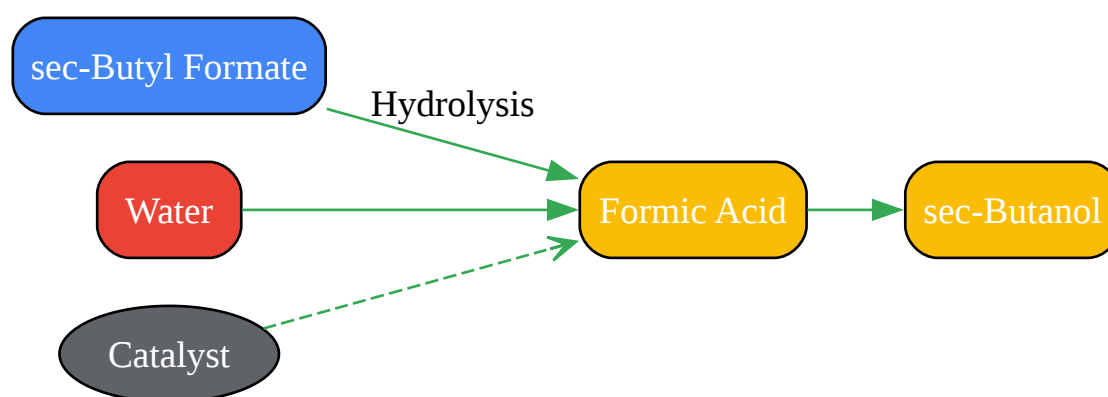 sec-Butyl Formate
Hydrolysis
Water
Formic Acid
sec-Butanol
Catalyst